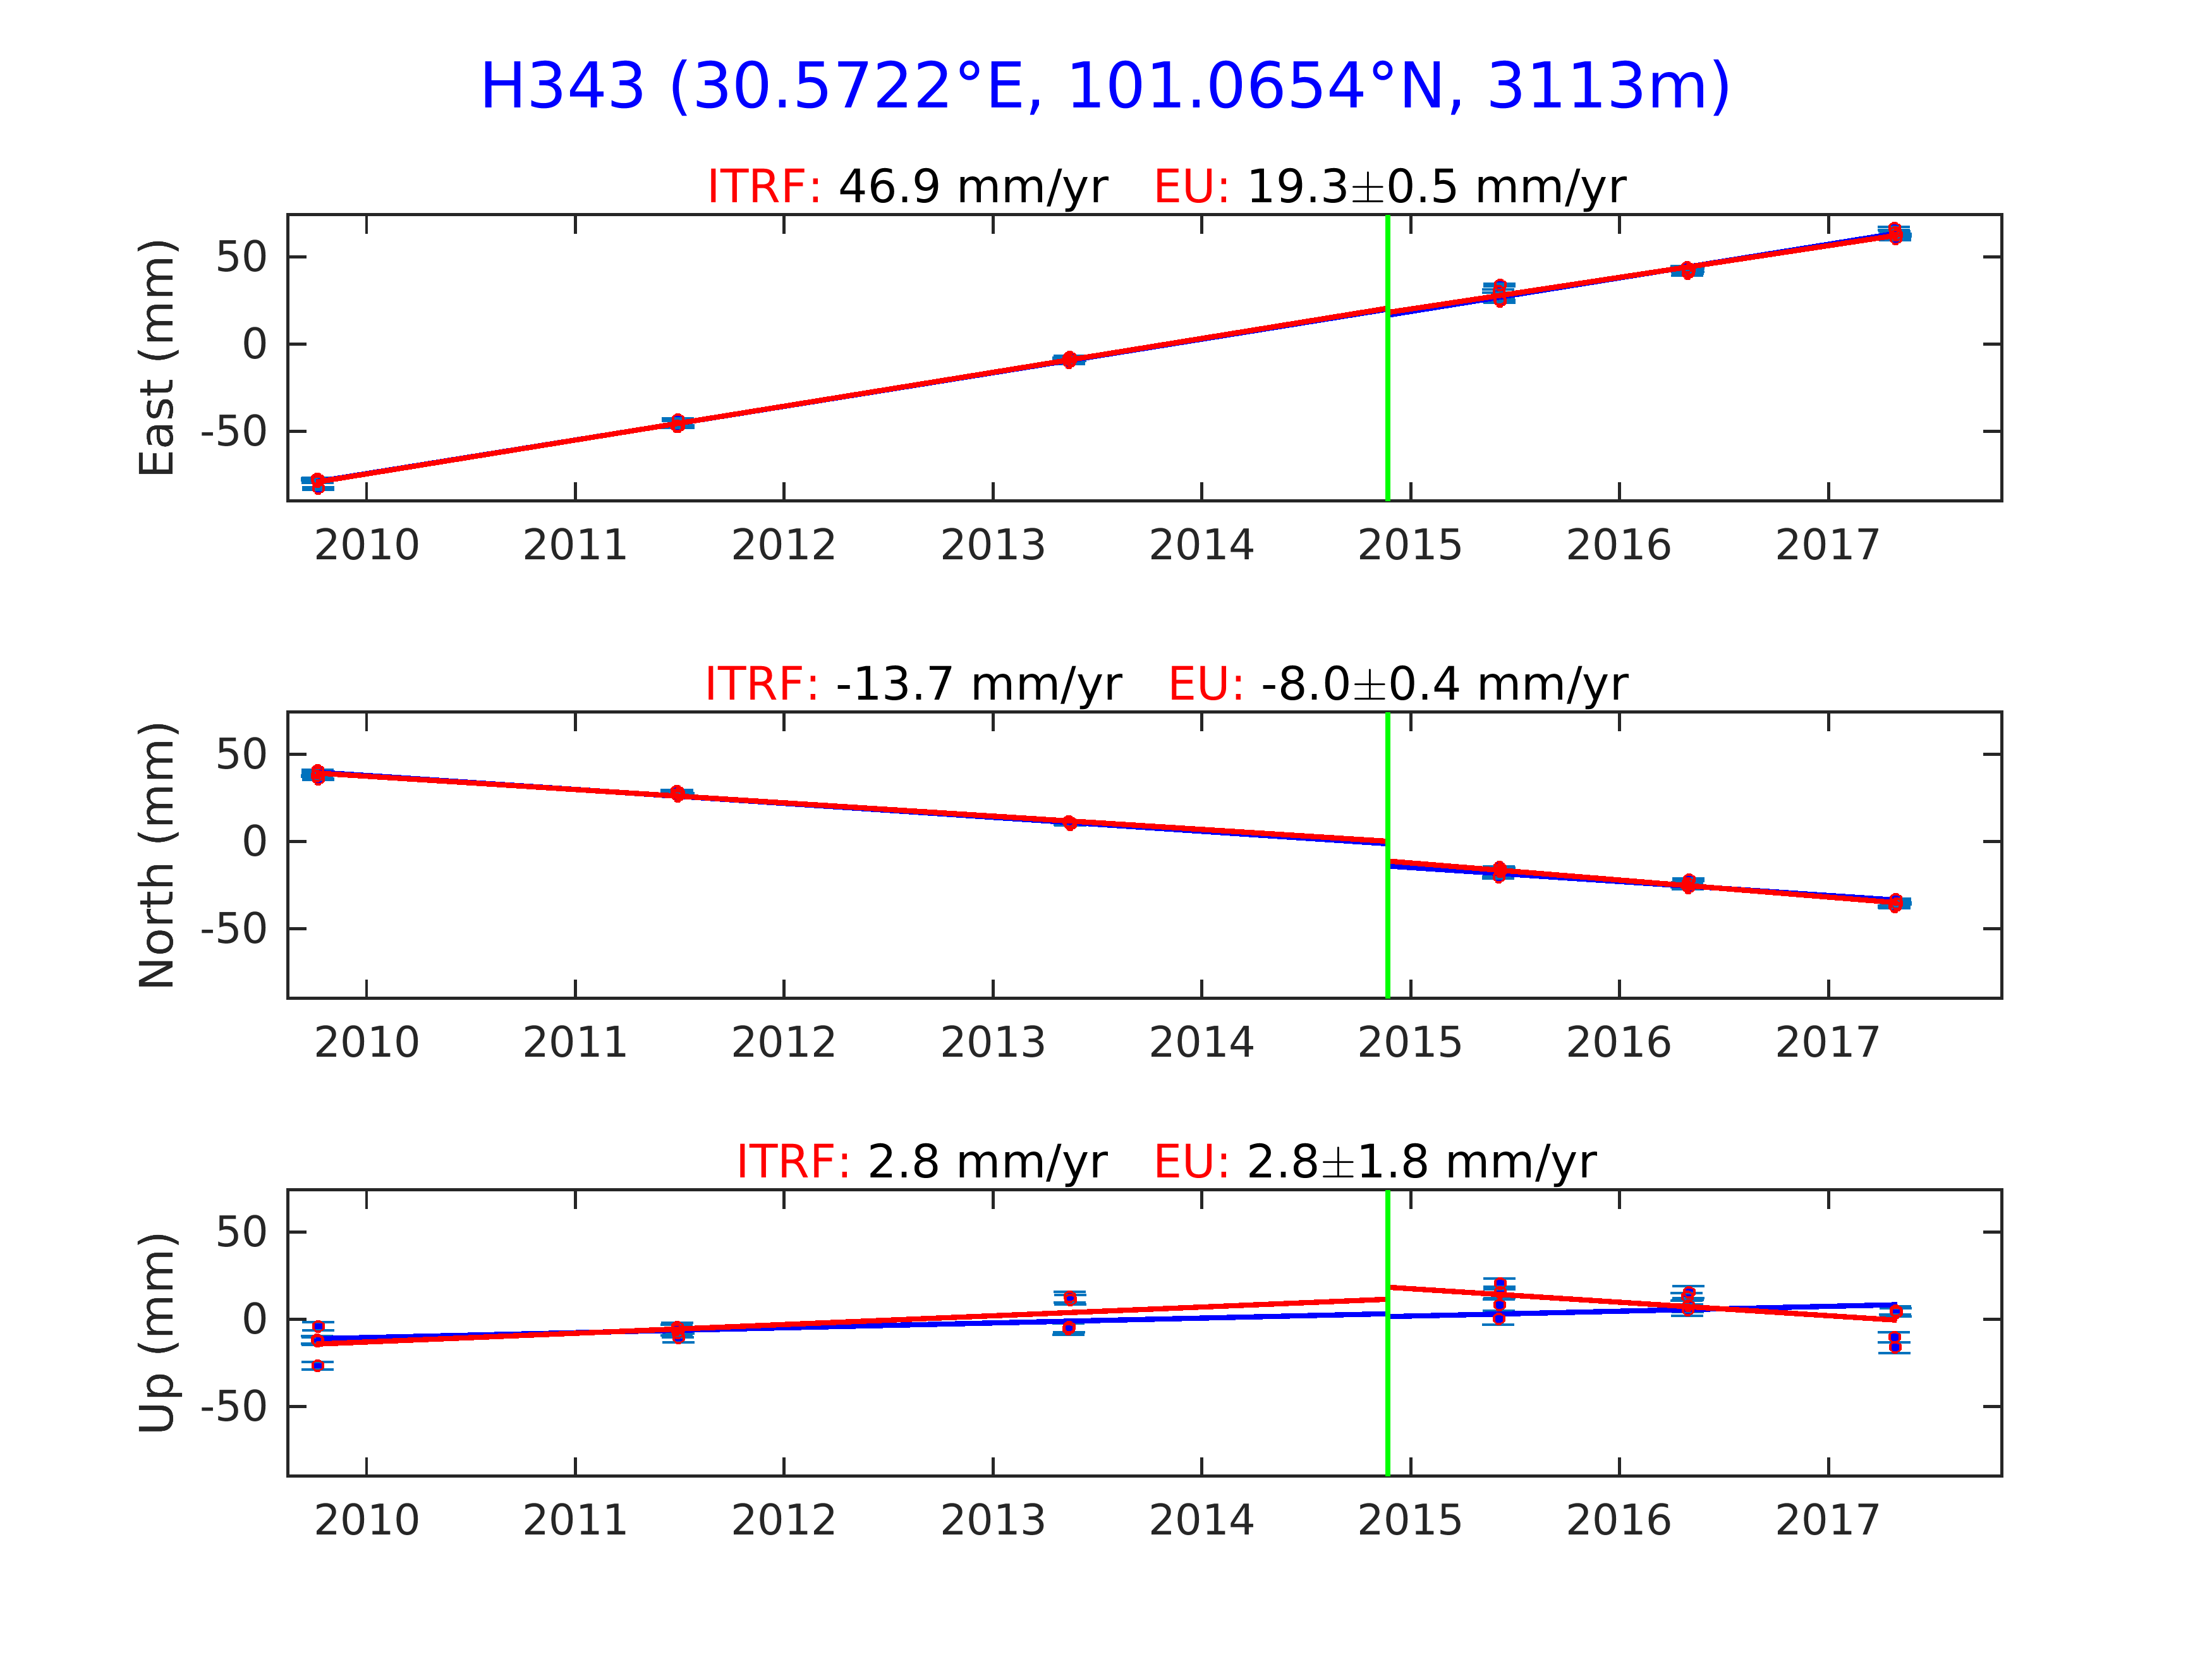 H343 (30.5722°E, 101.0654°N, 3113m)
ITRF: 46.9 mm/yr EU: 19.3±0.5 mm/yr
East (mm)
50
0
-50
2010 2011 2012 2013 2014 2015 2016 2017
ITRF: -13.7 mm/yr EU: -8.0±0.4 mm/yr
North (mm)
50
0
-50
2010 2011 2012 2013 2014 2015 2016 2017
ITRF: 2.8 mm/yr EU: 2.8±1.8 mm/yr
Up (mm)
50
0
-50
2010 2011 2012 2013 2014 2015 2016 2017